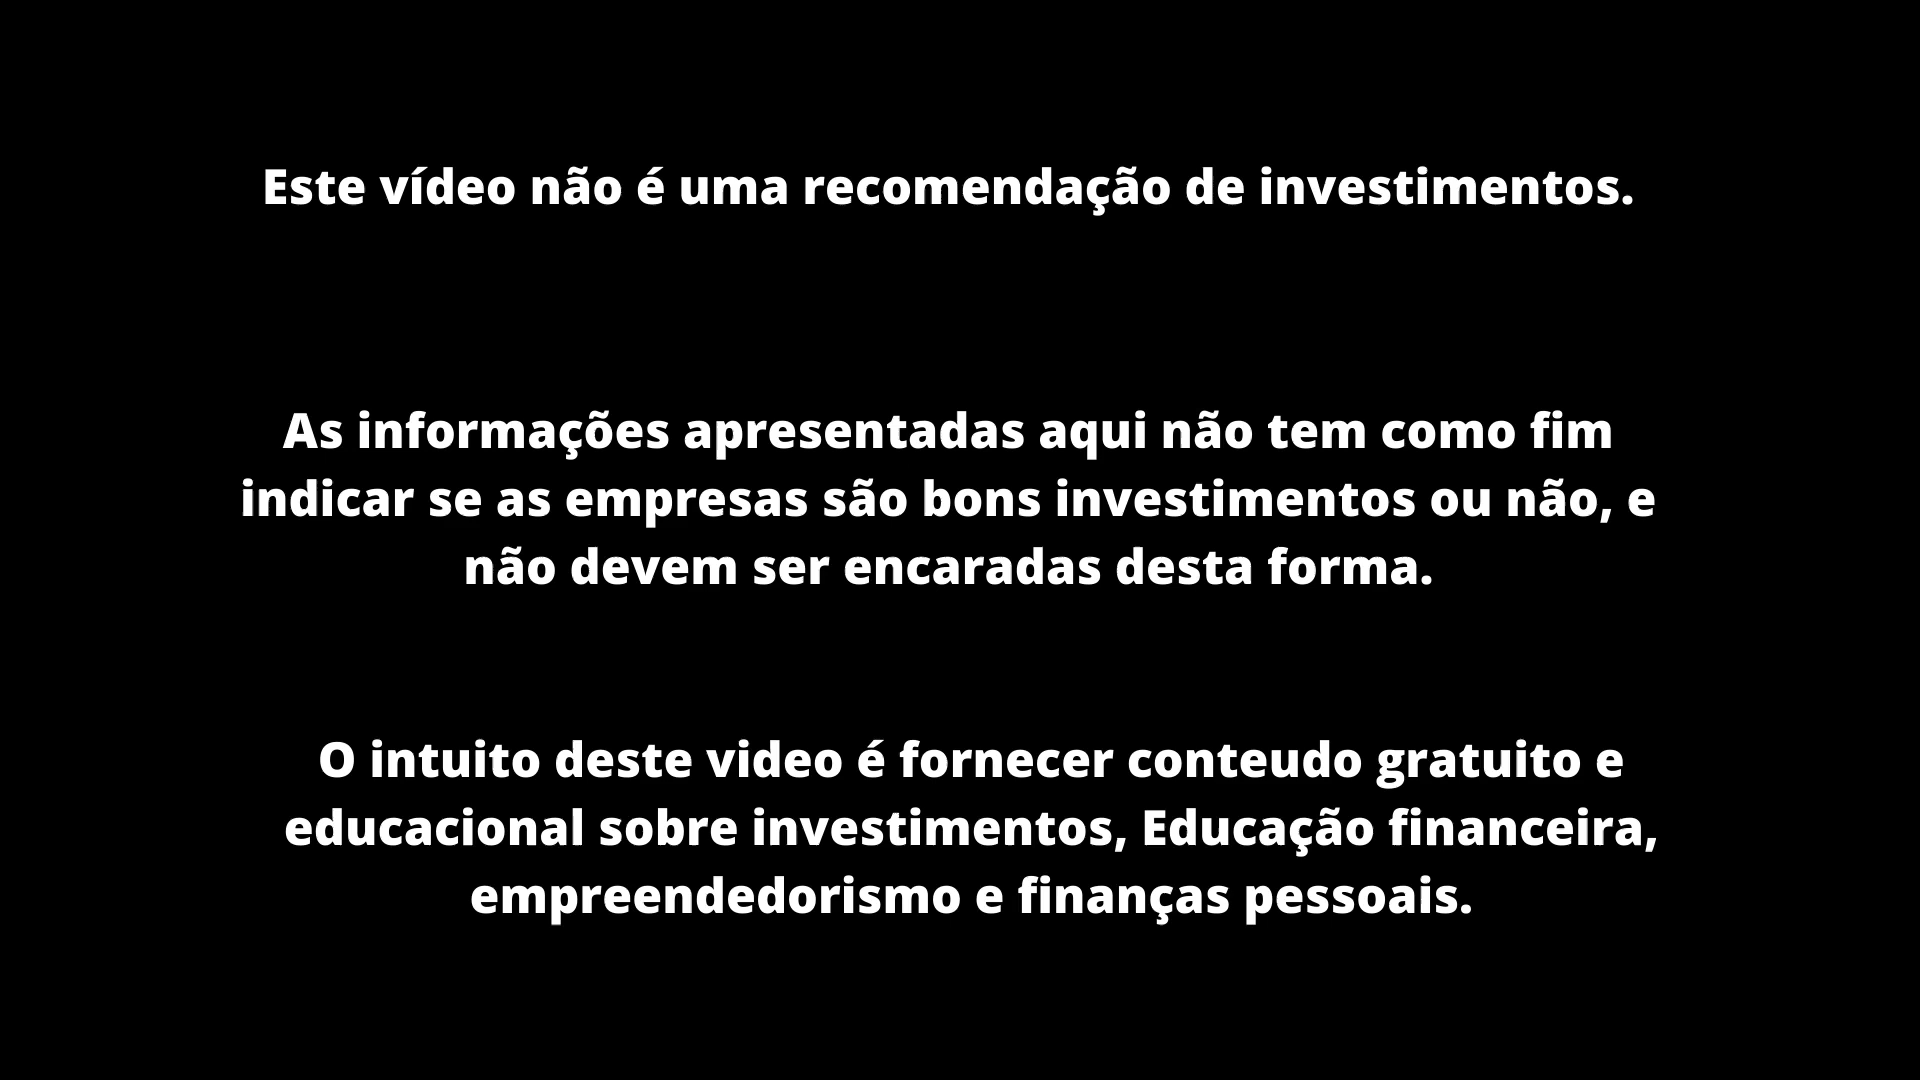 Este vídeo não é uma recomendação de investimentos.
As informações apresentadas aqui não tem como fim
indicar se as empresas são bons investimentos ou não, e
não devem ser encaradas desta forma.
O intuito deste video é fornecer conteudo gratuito e
educacional sobre investimentos, Educação financeira,
empreendedorismo e finanças pessoais.